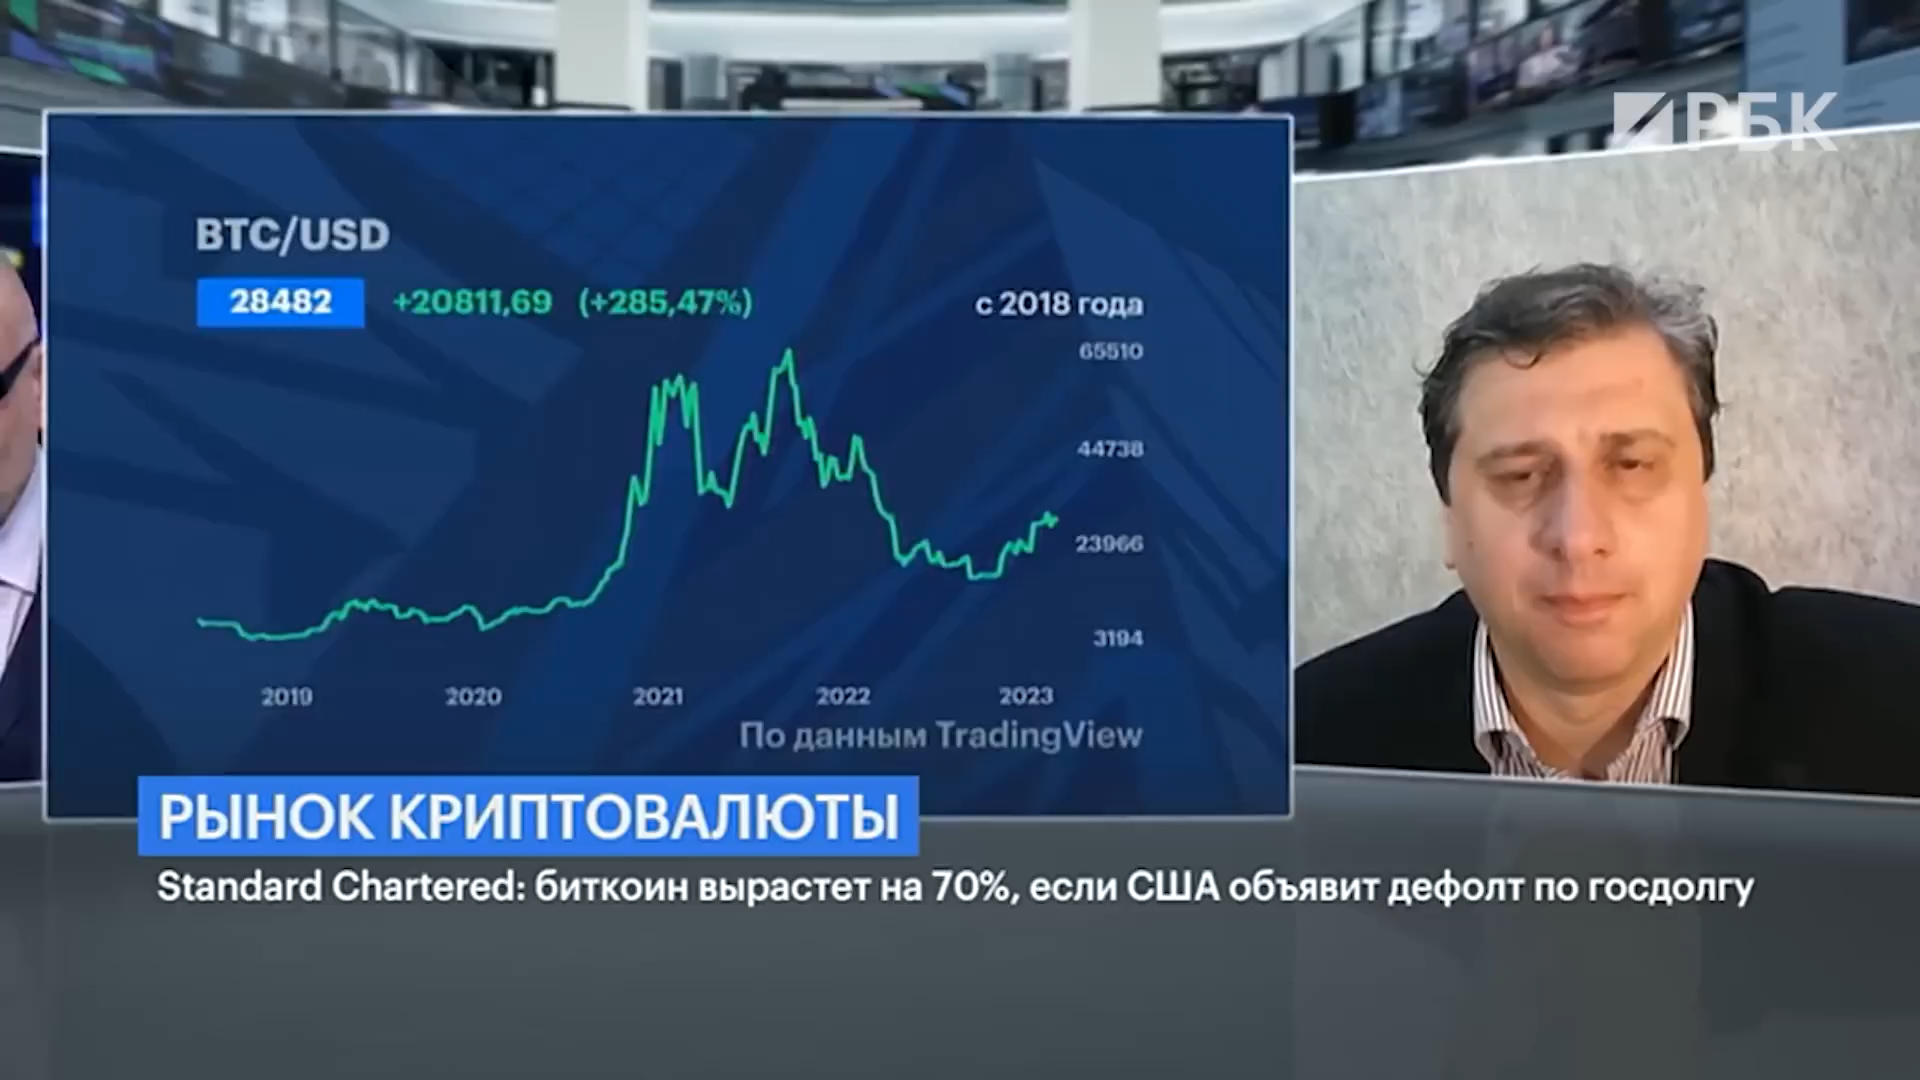 РБК
BTC/USD
28482 +20811,69 (+285,47%) с 2018 года
65510
44738
23966
3194
2019 2020 2021 2022 2023
По данным TradingView
РЫНОК КРИПТОВАЛЮТЫ
Standard Chartered: биткоин вырастет на 70%, если США объявит дефолт по госдолгу